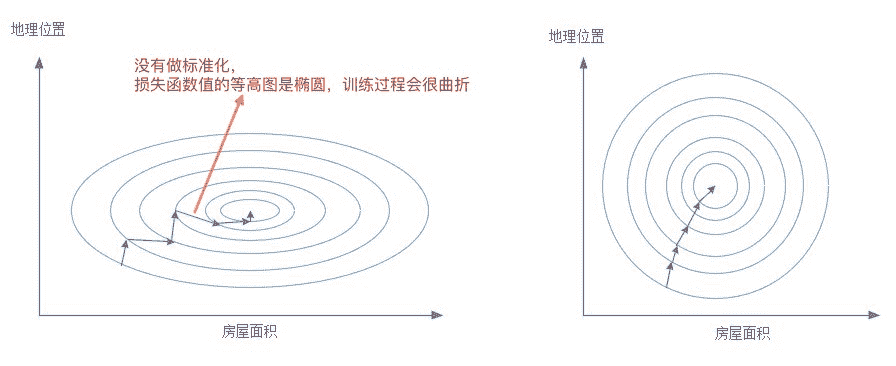 地理位置
没有做标准化，
损失函数值的等高图是椭圆，训练过程会很曲折
房屋面积
地理位置
房屋面积